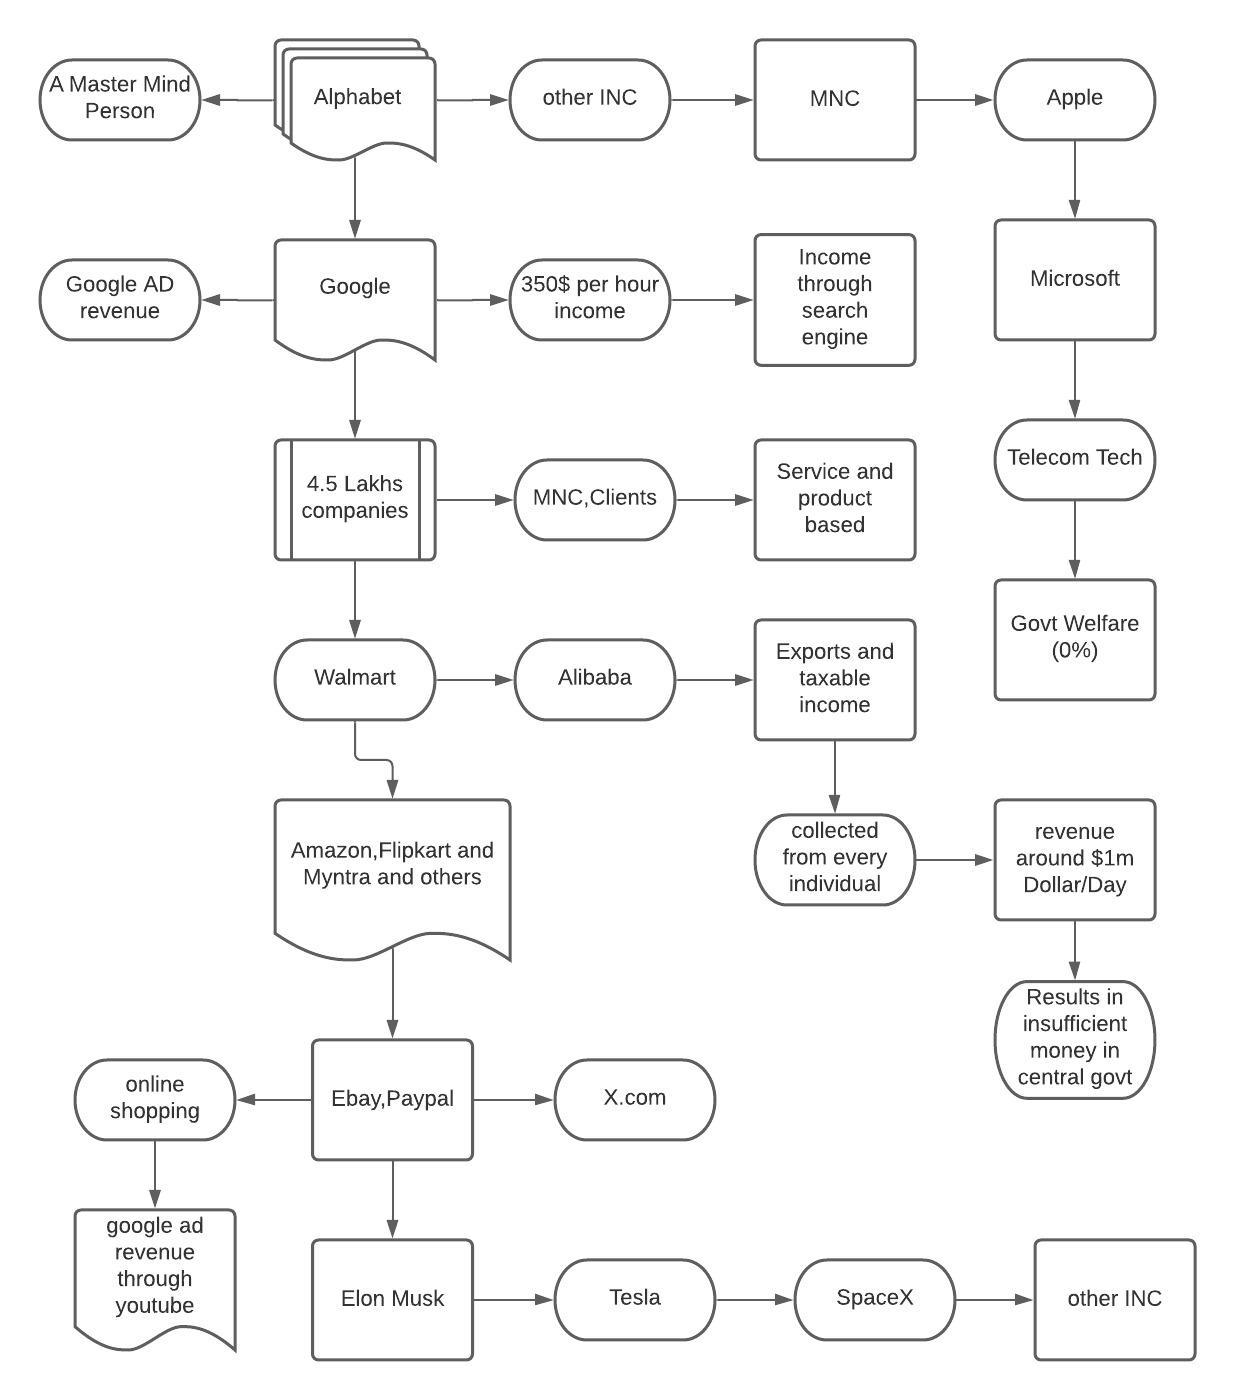 A Master Mind
Person
Alphabet
other INC
MNC
Apple
Google AD
revenue
Google
350$ per hour
income
Income
through
search
engine
Microsoft
4.5 Lakhs
companies
MNC,Clients
Service and
product
based
Telecom Tech
Walmart
Alibaba
Exports and
taxable
income
Govt Welfare
(0%)
Amazon,Flipkart and
Myntra and others
collected
from every
individual
revenue
around $1m
Dollar/Day
Results in
insufficient
money in
central govt
online
shopping
Ebay,Paypal
X.com
google ad
revenue
through
youtube
Elon Musk
Tesla
SpaceX
other INC